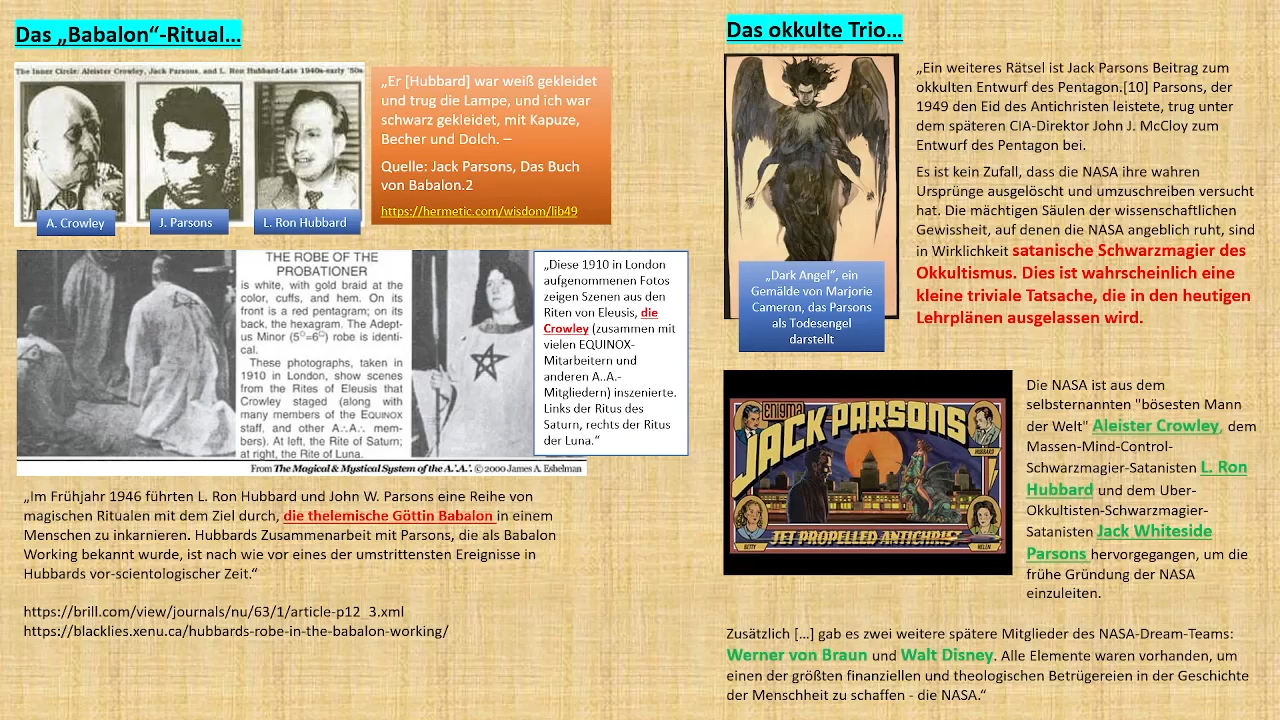 Das „Babalon“-Ritual…
The Inner Circle: Aleister Crowley, Jack Parsons, and L. Ron Hubbard-Late 1940s-early '50s
A. Crowley
J. Parsons
L. Ron Hubbard
„Er [Hubbard] war weiß gekleidet
und trug die Lampe, und ich war
schwarz gekleidet, mit Kapuze,
Becher und Dolch. –
Quelle: Jack Parsons, Das Buch
von Babalon.2
https://hermetic.com/wisdom/lib49
THE ROBE OF THE
PROBATIONER
is white, with gold braid at the
color, cuffs, and hem. On its
front is a red pentagram; on its
back, the hexagram. The Adept-
us Minor (5○=6□) robe is identi-
cal.
These photographs, taken in
1910 in London, show scenes
from the Rites of Eleusis that
Crowley staged (along with
many members of the EQUINOX
staff, and other A∴A∴ mem-
bers). At left, the Rite of Saturn;
at right, the Rite of Luna.
From The Magical & Mystical System of the A∴A∴ © 2000 James A. Eshelman
„Diese 1910 in London
aufgenommenen Fotos
zeigen Szenen aus den
Riten von Eleusis, die
Crowley (zusammen mit
vielen EQUINOX-
Mitarbeitern und
anderen A..A.-
Mitgliedern) inszenierte.
Links der Ritus des
Saturn, rechts der Ritus
der Luna.“
„Im Frühjahr 1946 führten L. Ron Hubbard und John W. Parsons eine Reihe von
magischen Ritualen mit dem Ziel durch, die thelemische Göttin Babalon in einem
Menschen zu inkarnieren. Hubbards Zusammenarbeit mit Parsons, die als Babalon
Working bekannt wurde, ist nach wie vor eines der umstrittensten Ereignisse in
Hubbards vor-scientologischer Zeit.“
https://brill.com/view/journals/nu/63/1/article-p12_3.xml
https://blacklies.xenu.ca/hubbards-robe-in-the-babalon-working/
Das okkulte Trio…
„Dark Angel“, ein
Gemälde von Marjorie
Cameron, das Parsons
als Todesengel
darstellt
„Ein weiteres Rätsel ist Jack Parsons Beitrag zum
okkulten Entwurf des Pentagon.[10] Parsons, der
1949 den Eid des Antichristen leistete, trug unter
dem späteren CIA-Direktor John J. McCloy zum
Entwurf des Pentagon bei.
Es ist kein Zufall, dass die NASA ihre wahren
Ursprünge ausgelöscht und umzuschreiben versucht
hat. Die mächtigen Säulen der wissenschaftlichen
Gewissheit, auf denen die NASA angeblich ruht, sind
in Wirklichkeit satanische Schwarzmagier des
Okkultismus. Dies ist wahrscheinlich eine
kleine triviale Tatsache, die in den heutigen
Lehrplänen ausgelassen wird.
enigma
JACK PARSONS
HUBBARD
BETTY
HELEN
JET PROPELLED ANTICHRIST
Die NASA ist aus dem
selbsternannten "bösesten Mann
der Welt" Aleister Crowley, dem
Massen-Mind-Control-
Schwarzmagier-Satanisten L. Ron
Hubbard und dem Uber-
Okkultisten-Schwarzmagier-
Satanisten Jack Whiteside
Parsons hervorgegangen, um die
frühe Gründung der NASA
einzuleiten.
Zusätzlich […] gab es zwei weitere spätere Mitglieder des NASA-Dream-Teams:
Werner von Braun und Walt Disney. Alle Elemente waren vorhanden, um
einen der größten finanziellen und theologischen Betrügereien in der Geschichte
der Menschheit zu schaffen - die NASA.“